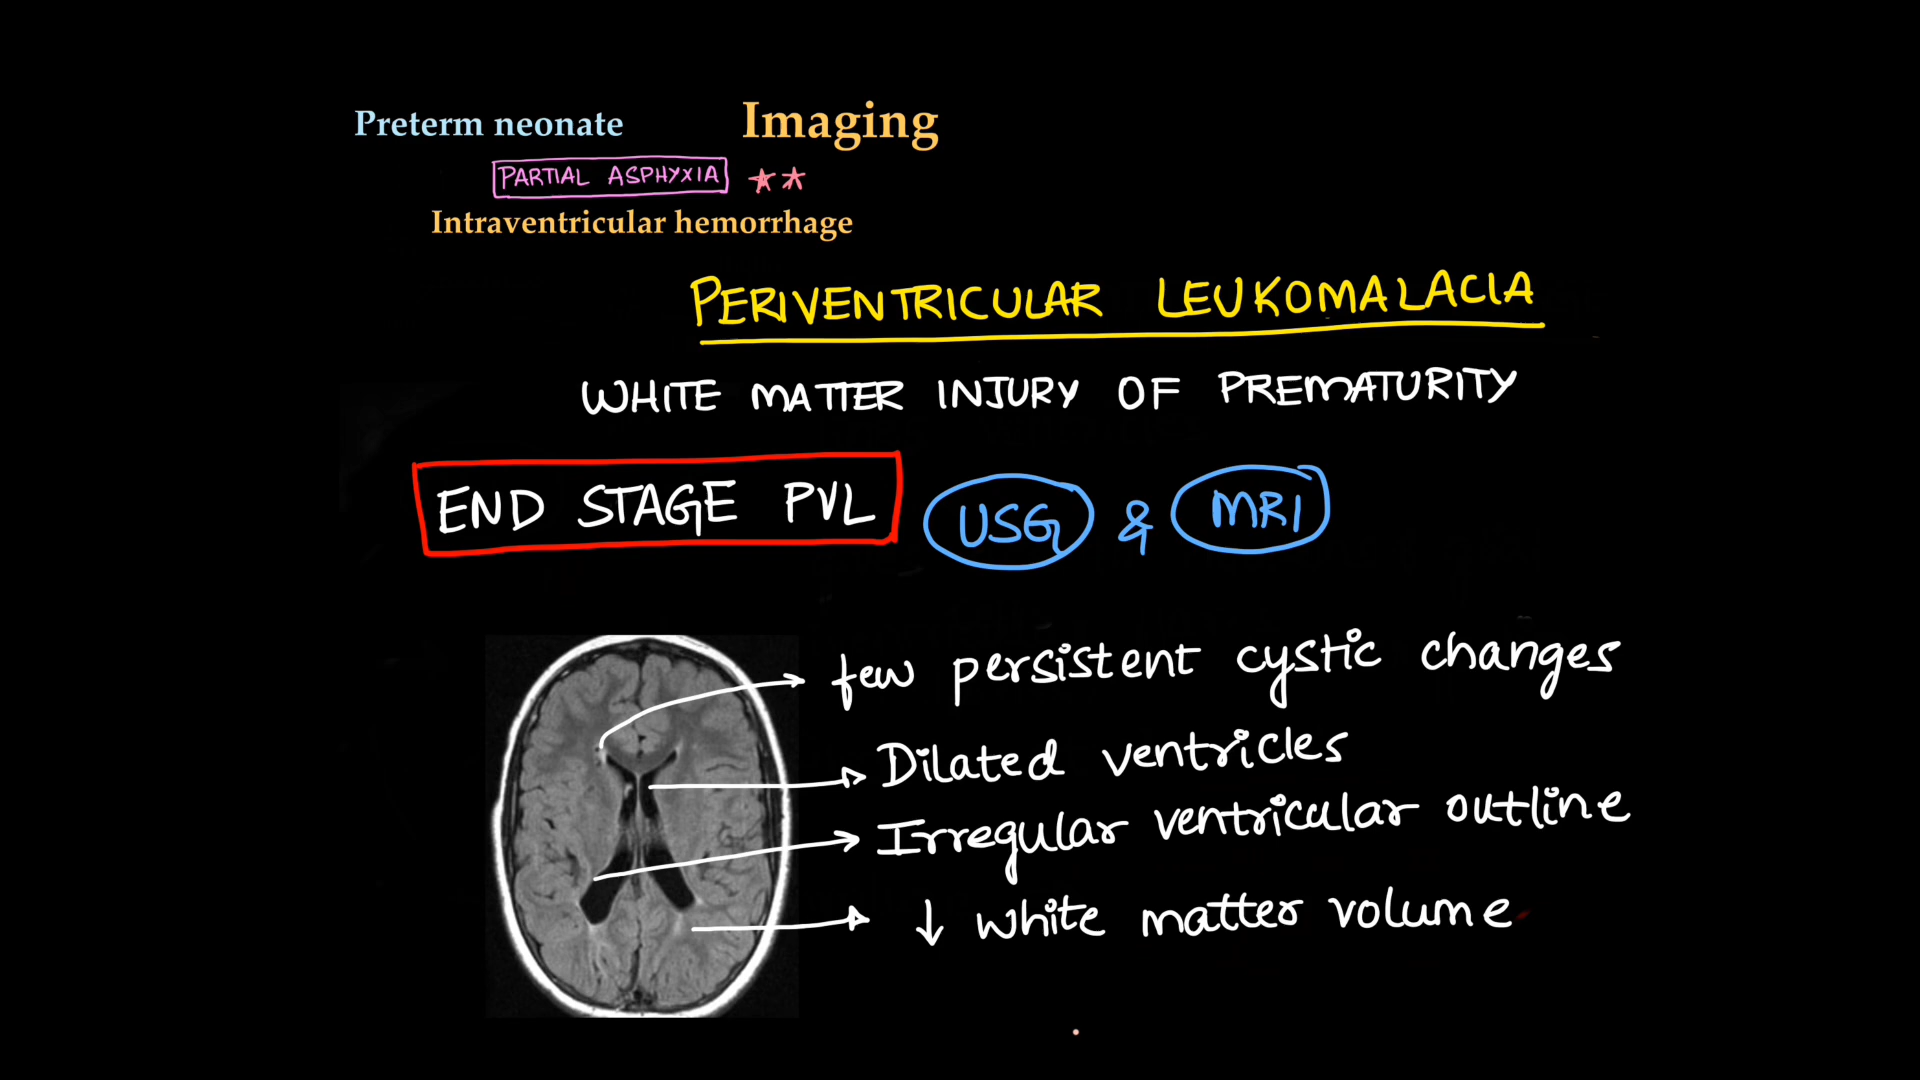 Preterm neonate Imaging
PARTIAL ASPHYXIA ★★
Intraventricular hemorrhage
PERIVENTRICULAR LEUKOMALACIA
WHITE MATTER INJURY OF PREMATURITY
END STAGE PVL USG & MRI
few persistent cystic changes
Dilated ventricles
Irregular ventricular outline
↓ white matter volume